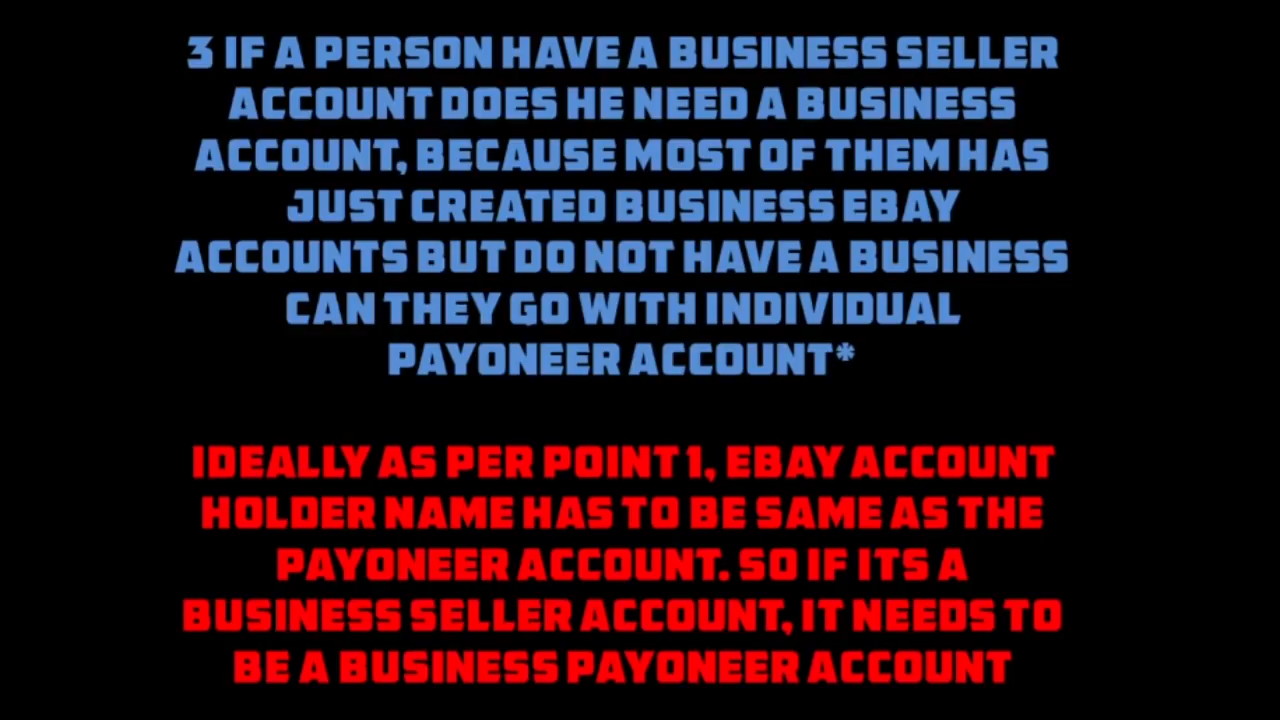 3 IF A PERSON HAVE A BUSINESS SELLER
ACCOUNT DOES HE NEED A BUSINESS
ACCOUNT, BECAUSE MOST OF THEM HAS
JUST CREATED BUSINESS EBAY
ACCOUNTS BUT DO NOT HAVE A BUSINESS
CAN THEY GO WITH INDIVIDUAL
PAYONEER ACCOUNT*
IDEALLY AS PER POINT 1, EBAY ACCOUNT
HOLDER NAME HAS TO BE SAME AS THE
PAYONEER ACCOUNT. SO IF ITS A
BUSINESS SELLER ACCOUNT, IT NEEDS TO
BE A BUSINESS PAYONEER ACCOUNT